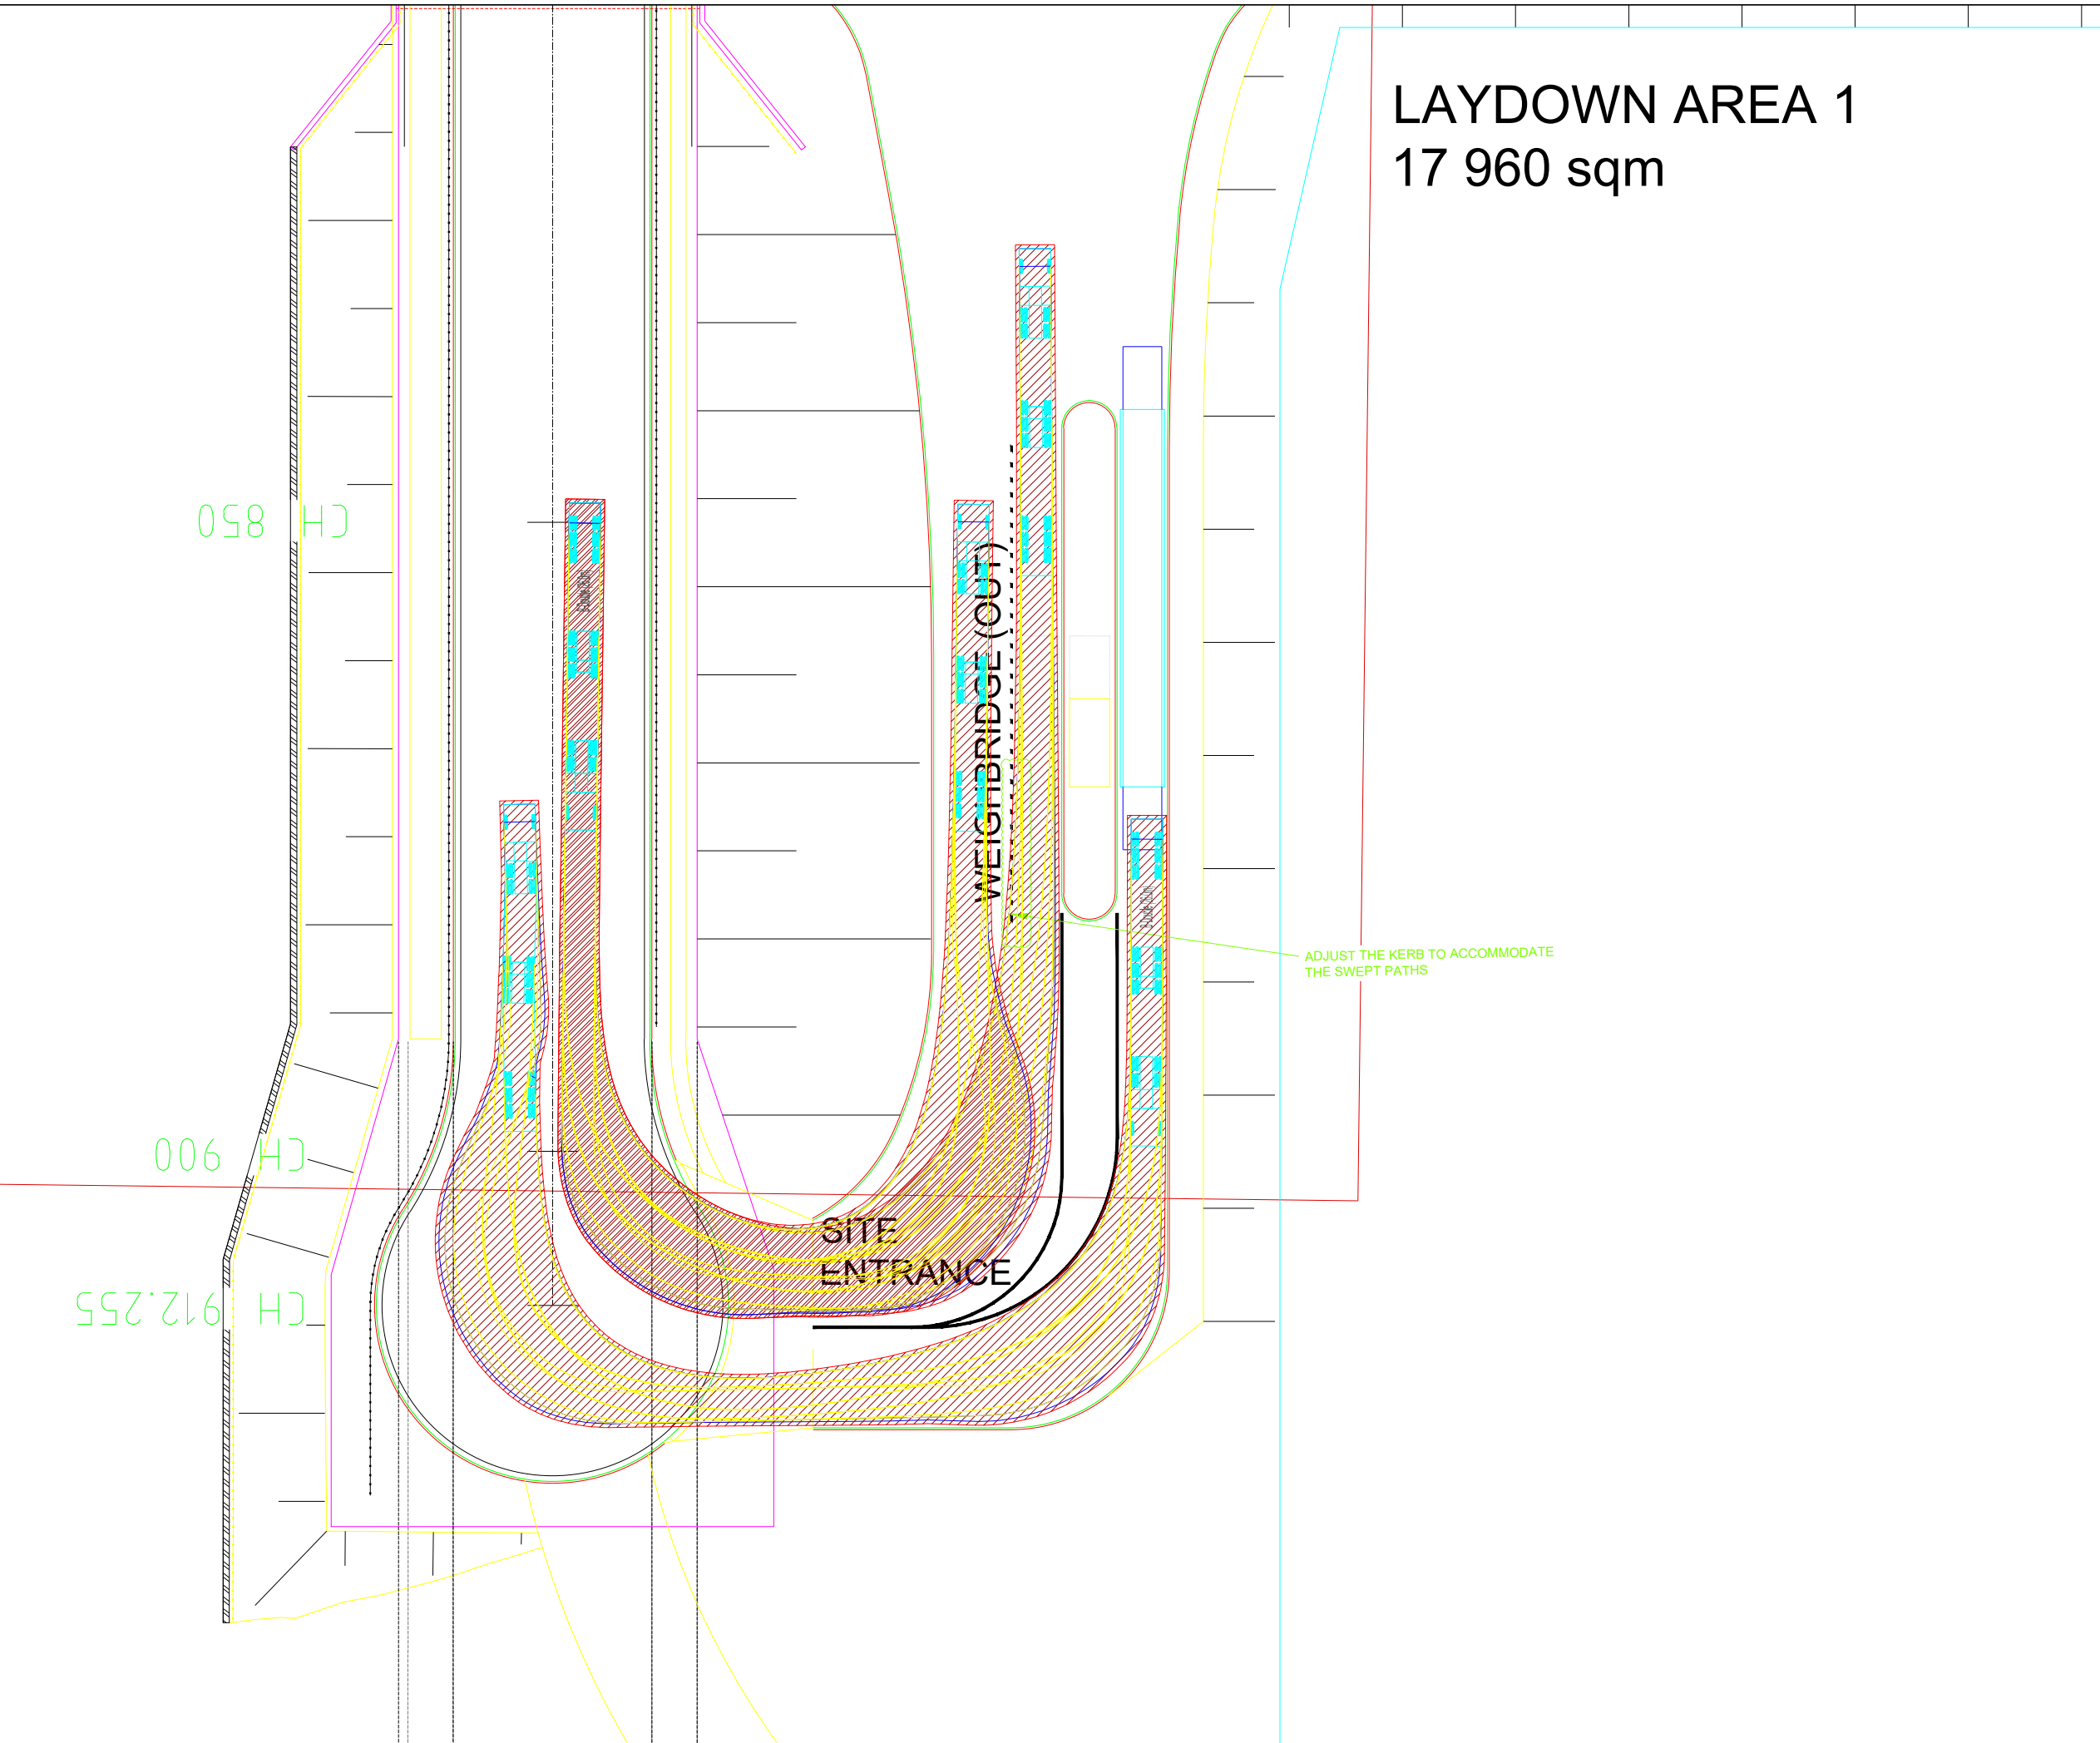 LAYDOWN AREA 1
17 960 sqm
CH 850
WEIGHBRIDGE (OUT)
ADJUST THE KERB TO ACCOMMODATE
THE SWEPT PATHS
CH 900
SITE
ENTRANCE
CH 912.255